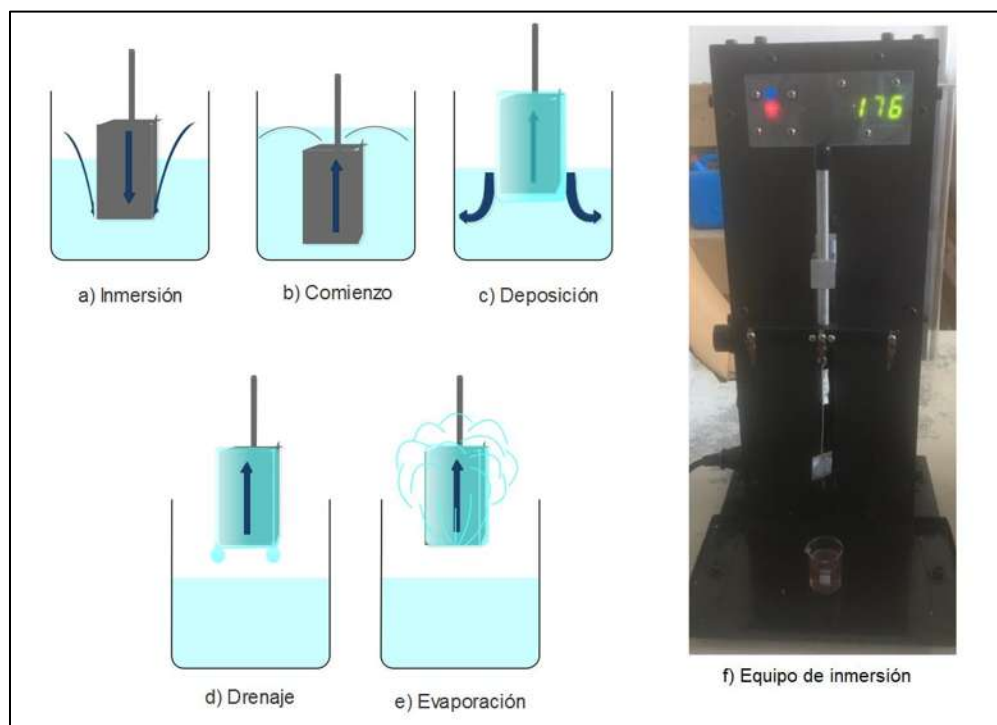 176
a) Inmersión
b) Comienzo
c) Deposición
d) Drenaje
e) Evaporación
f) Equipo de inmersión